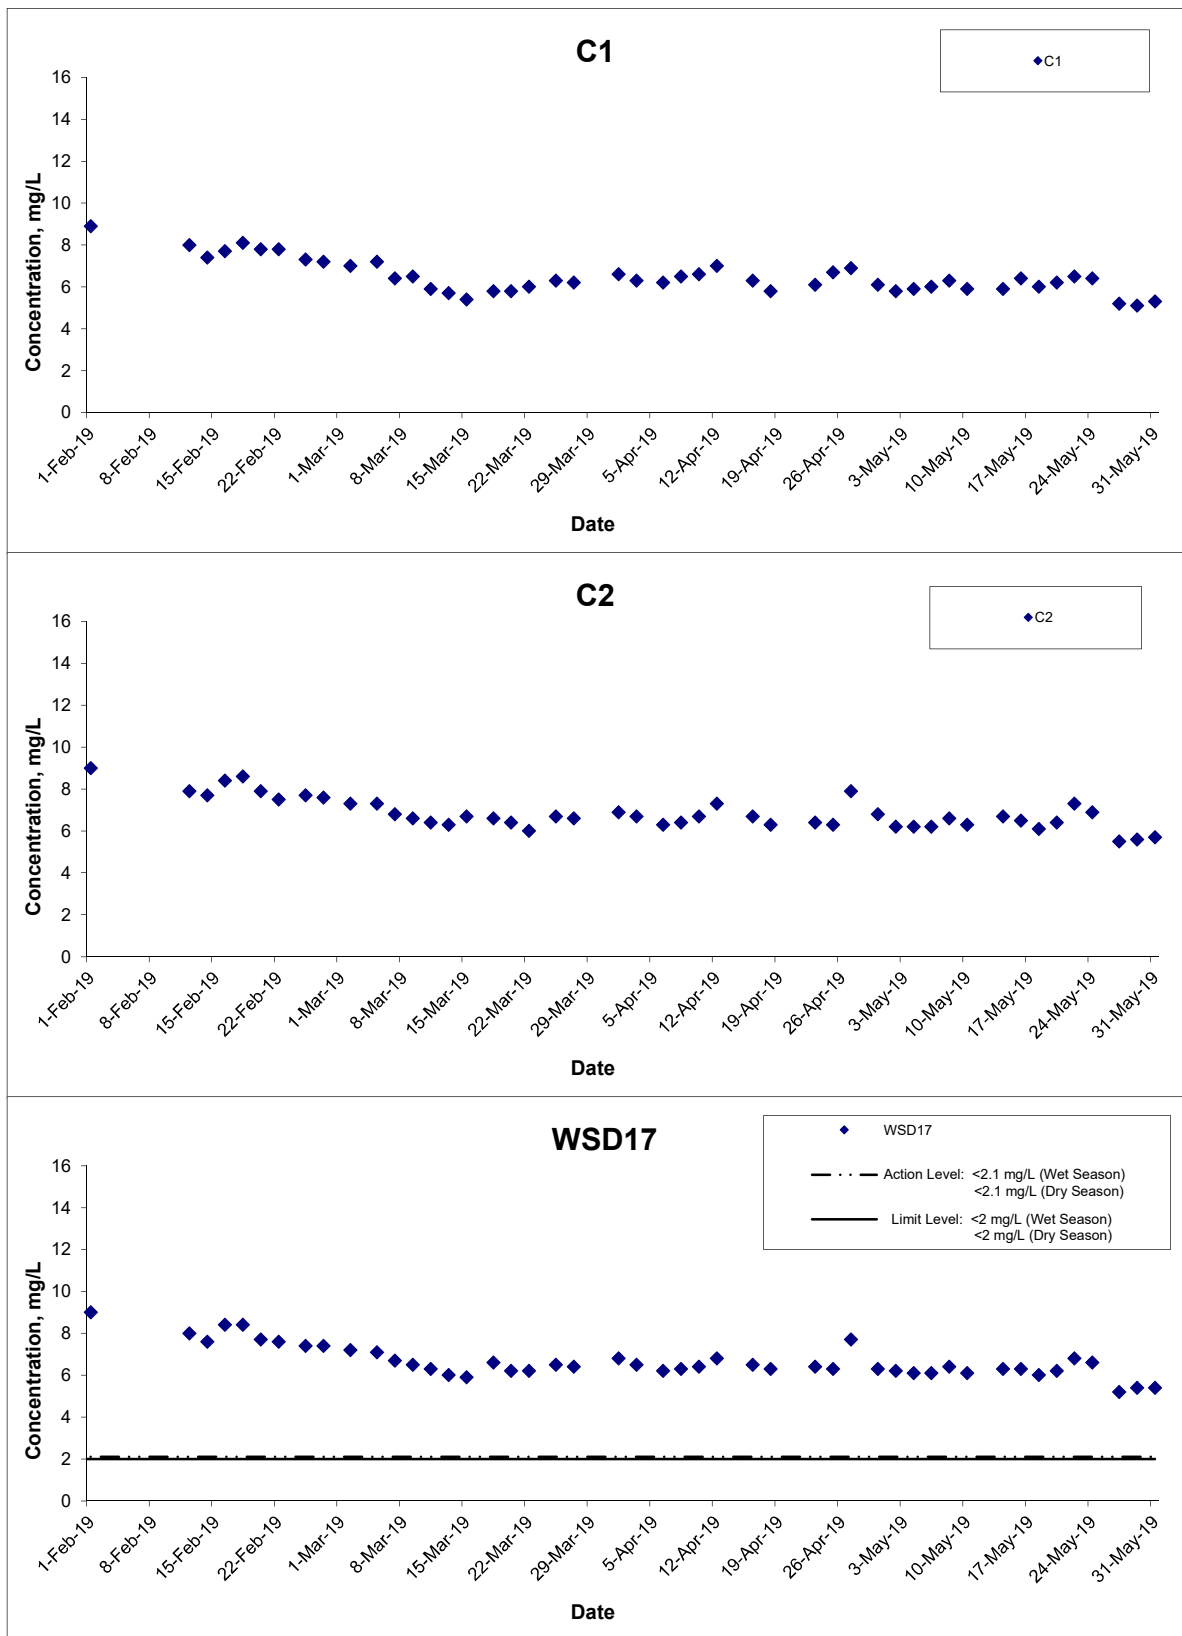 C1
C1
16
14
12
10
8
6
4
2
0
Concentration, mg/L
1-Feb-19
8-Feb-19
15-Feb-19
22-Feb-19
1-Mar-19
8-Mar-19
15-Mar-19
22-Mar-19
29-Mar-19
5-Apr-19
12-Apr-19
19-Apr-19
26-Apr-19
3-May-19
10-May-19
17-May-19
24-May-19
31-May-19
Date
C2
C2
16
14
12
10
8
6
4
2
0
Concentration, mg/L
1-Feb-19
8-Feb-19
15-Feb-19
22-Feb-19
1-Mar-19
8-Mar-19
15-Mar-19
22-Mar-19
29-Mar-19
5-Apr-19
12-Apr-19
19-Apr-19
26-Apr-19
3-May-19
10-May-19
17-May-19
24-May-19
31-May-19
Date
WSD17
WSD17
Action Level: <2.1 mg/L (Wet Season)
<2.1 mg/L (Dry Season)
Limit Level: <2 mg/L (Wet Season)
<2 mg/L (Dry Season)
16
14
12
10
8
6
4
2
0
Concentration, mg/L
1-Feb-19
8-Feb-19
15-Feb-19
22-Feb-19
1-Mar-19
8-Mar-19
15-Mar-19
22-Mar-19
29-Mar-19
5-Apr-19
12-Apr-19
19-Apr-19
26-Apr-19
3-May-19
10-May-19
17-May-19
24-May-19
31-May-19
Date